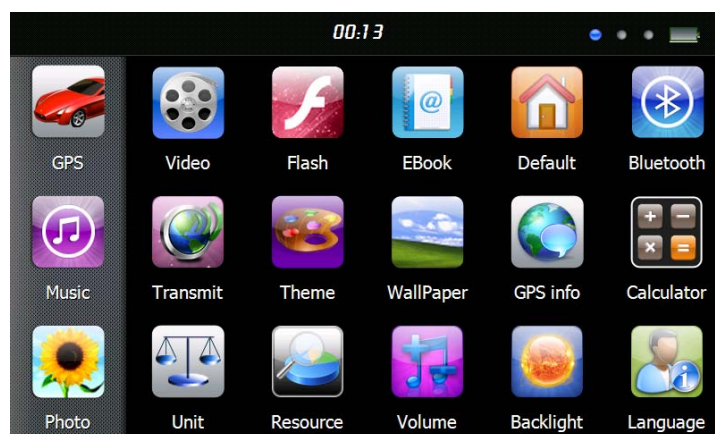 00:13
GPS Video Flash EBook Default Bluetooth
Music Transmit Theme WallPaper GPS info Calculator
Photo Unit Resource Volume Backlight Language